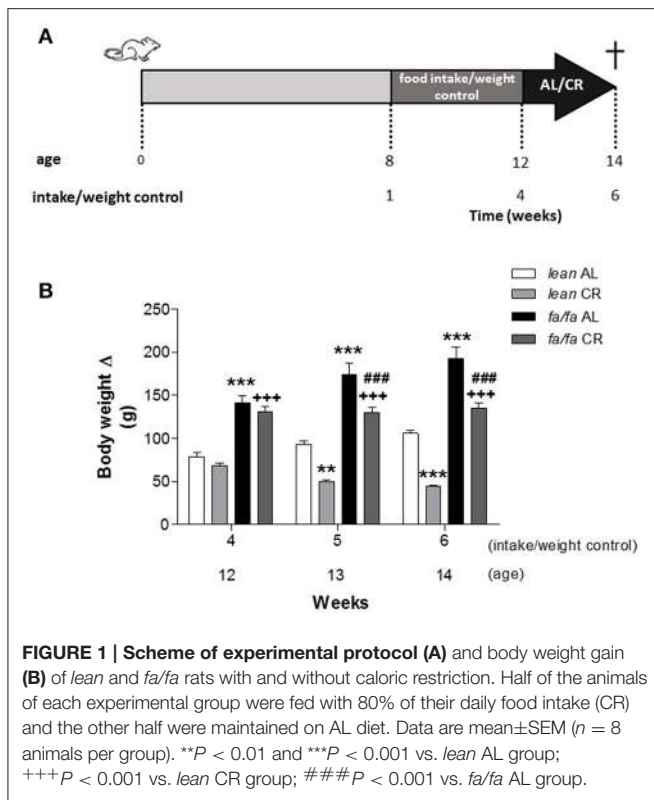 A
food intake/weight
control
AL/CR
age 0 8 12 14
intake/weight control 1 4 6
Time (weeks)
B
lean AL
lean CR
fa/fa AL
fa/fa CR
250
200
150
100
50
0
Body weight Δ
(g)
*** +++
** *** ### +++
*** *** ### +++
4 5 6 (intake/weight control)
12 13 14 (age)
Weeks
FIGURE 1 | Scheme of experimental protocol (A) and body weight gain
(B) of lean and fa/fa rats with and without caloric restriction. Half of the animals
of each experimental group were fed with 80% of their daily food intake (CR)
and the other half were maintained on AL diet. Data are mean±SEM (n = 8
animals per group). **P < 0.01 and ***P < 0.001 vs. lean AL group;
+++P < 0.001 vs. lean CR group; ###P < 0.001 vs. fa/fa AL group.